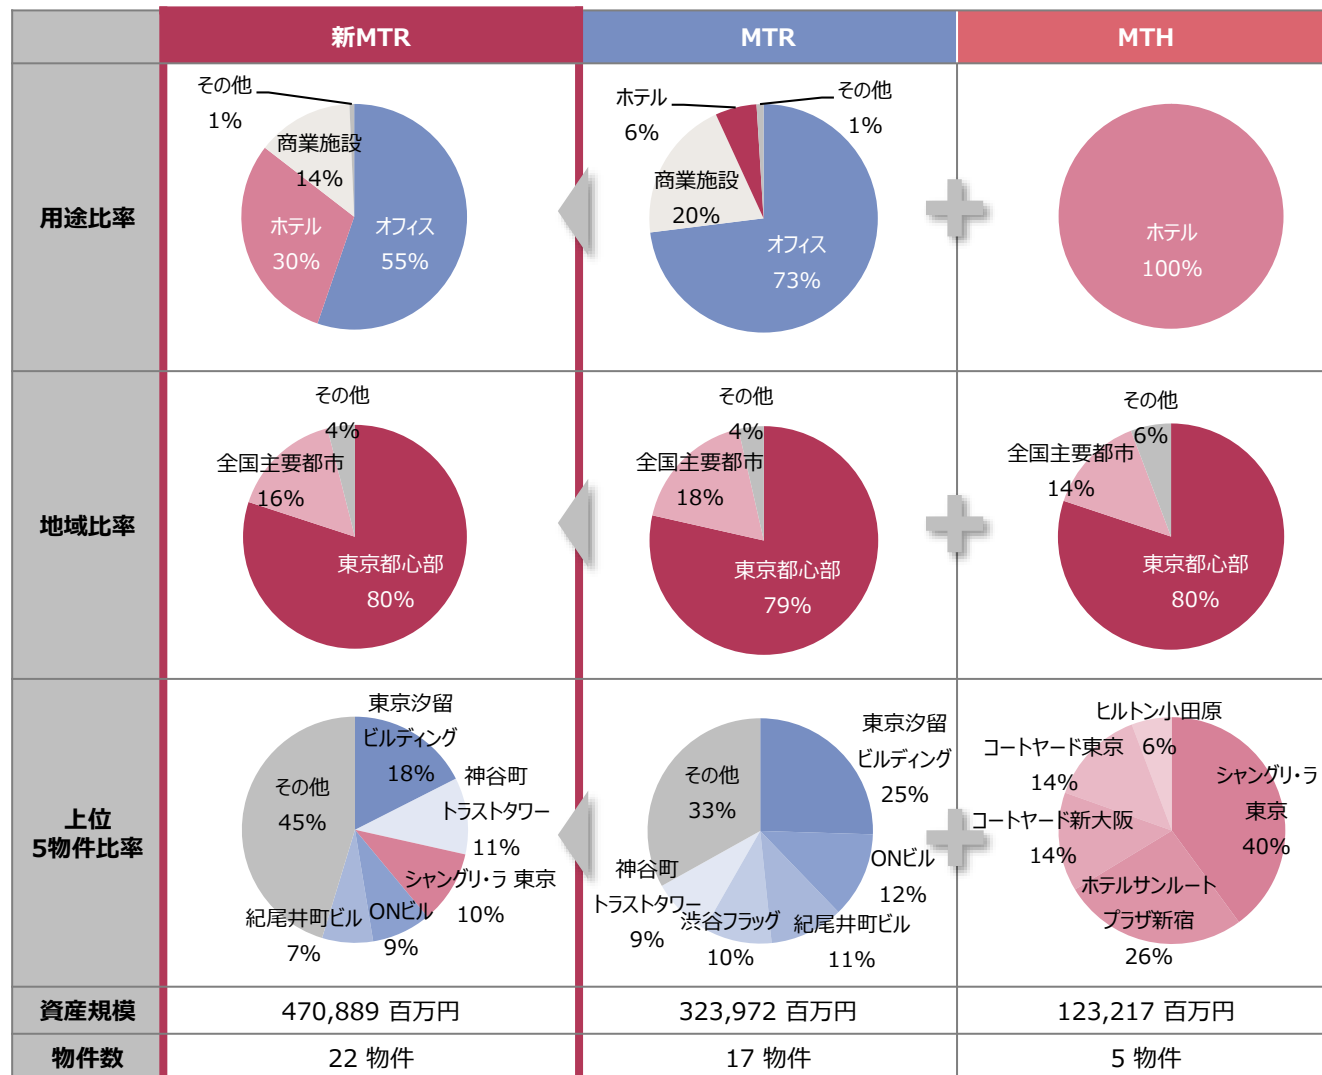 新MTR
MTR
MTH
用途比率
その他
1%
商業施設
14%
ホテル
30%
オフィス
55%
ホテル
6%
その他
1%
商業施設
20%
オフィス
73%
ホテル
100%
地域比率
その他
4%
全国主要都市
16%
東京都心部
80%
その他
4%
全国主要都市
18%
東京都心部
79%
その他
6%
全国主要都市
14%
東京都心部
80%
上位
5物件比率
東京汐留
ビルディング
18%
神谷町
トラストタワー
11%
シャングリ・ラ 東京
10%
ONビル
9%
紀尾井町ビル
7%
その他
45%
東京汐留
ビルディング
25%
ONビル
12%
紀尾井町ビル
11%
渋谷フラッグ
10%
神谷町
トラストタワー
9%
その他
33%
シャングリ・ラ
東京
40%
ホテルサンルート
プラザ新宿
26%
コートヤード新大阪
14%
コートヤード東京
14%
ヒルトン小田原
6%
資産規模
470,889 百万円
323,972 百万円
123,217 百万円
物件数
22 物件
17 物件
5 物件